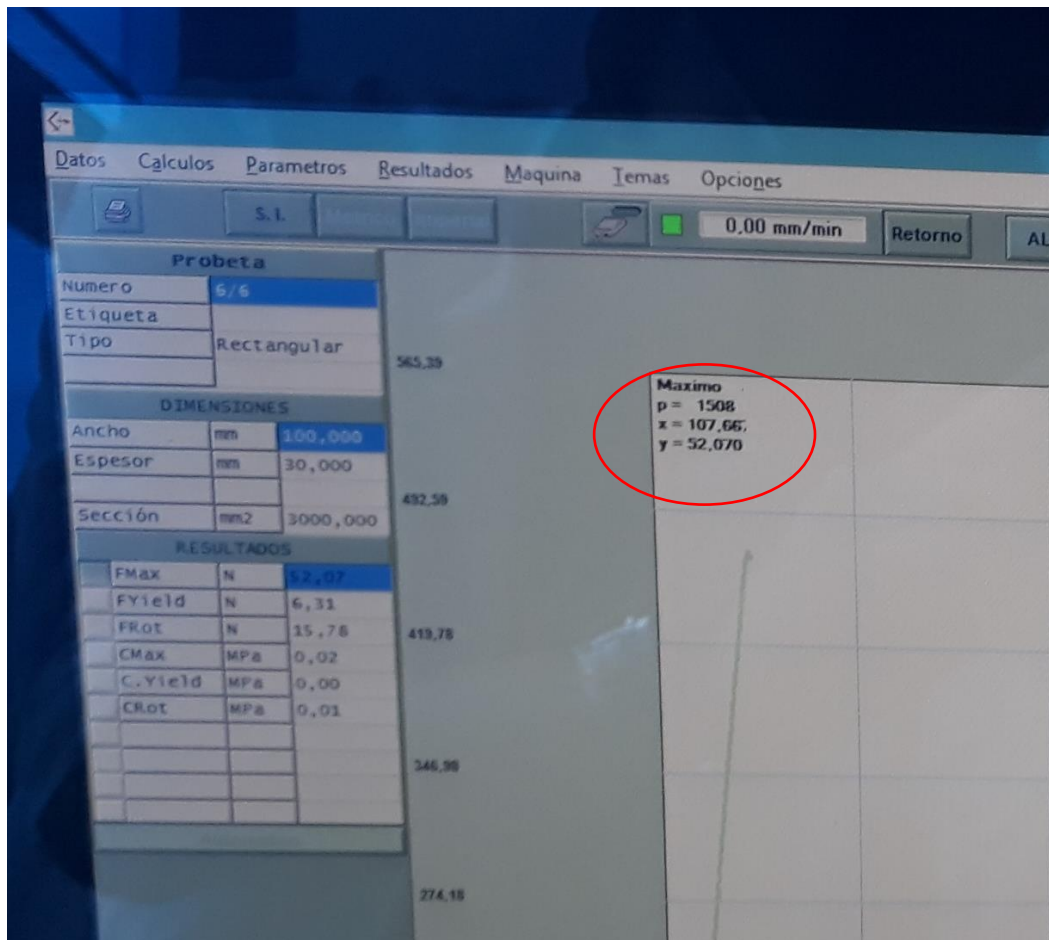 Datos Calculos Parametros Resultados Maquina Temas Opciones
S.I. 0,00 mm/min Retorno AL
Probeta
Numero 6/6
Etiqueta
Tipo Rectangular
DIMENSIONES
Ancho mm 100,000
Espesor mm 30,000
Sección mm2 3000,000
RESULTADOS
FMax N 52,07
FYield N 6,31
FRot N 15,78
CMax MPa 0,02
C.Yield MPa 0,00
CRot MPa 0,01
565,39
492,59
419,78
346,98
274,18
Maximo
p = 1508
x = 107,66,
y = 52,070